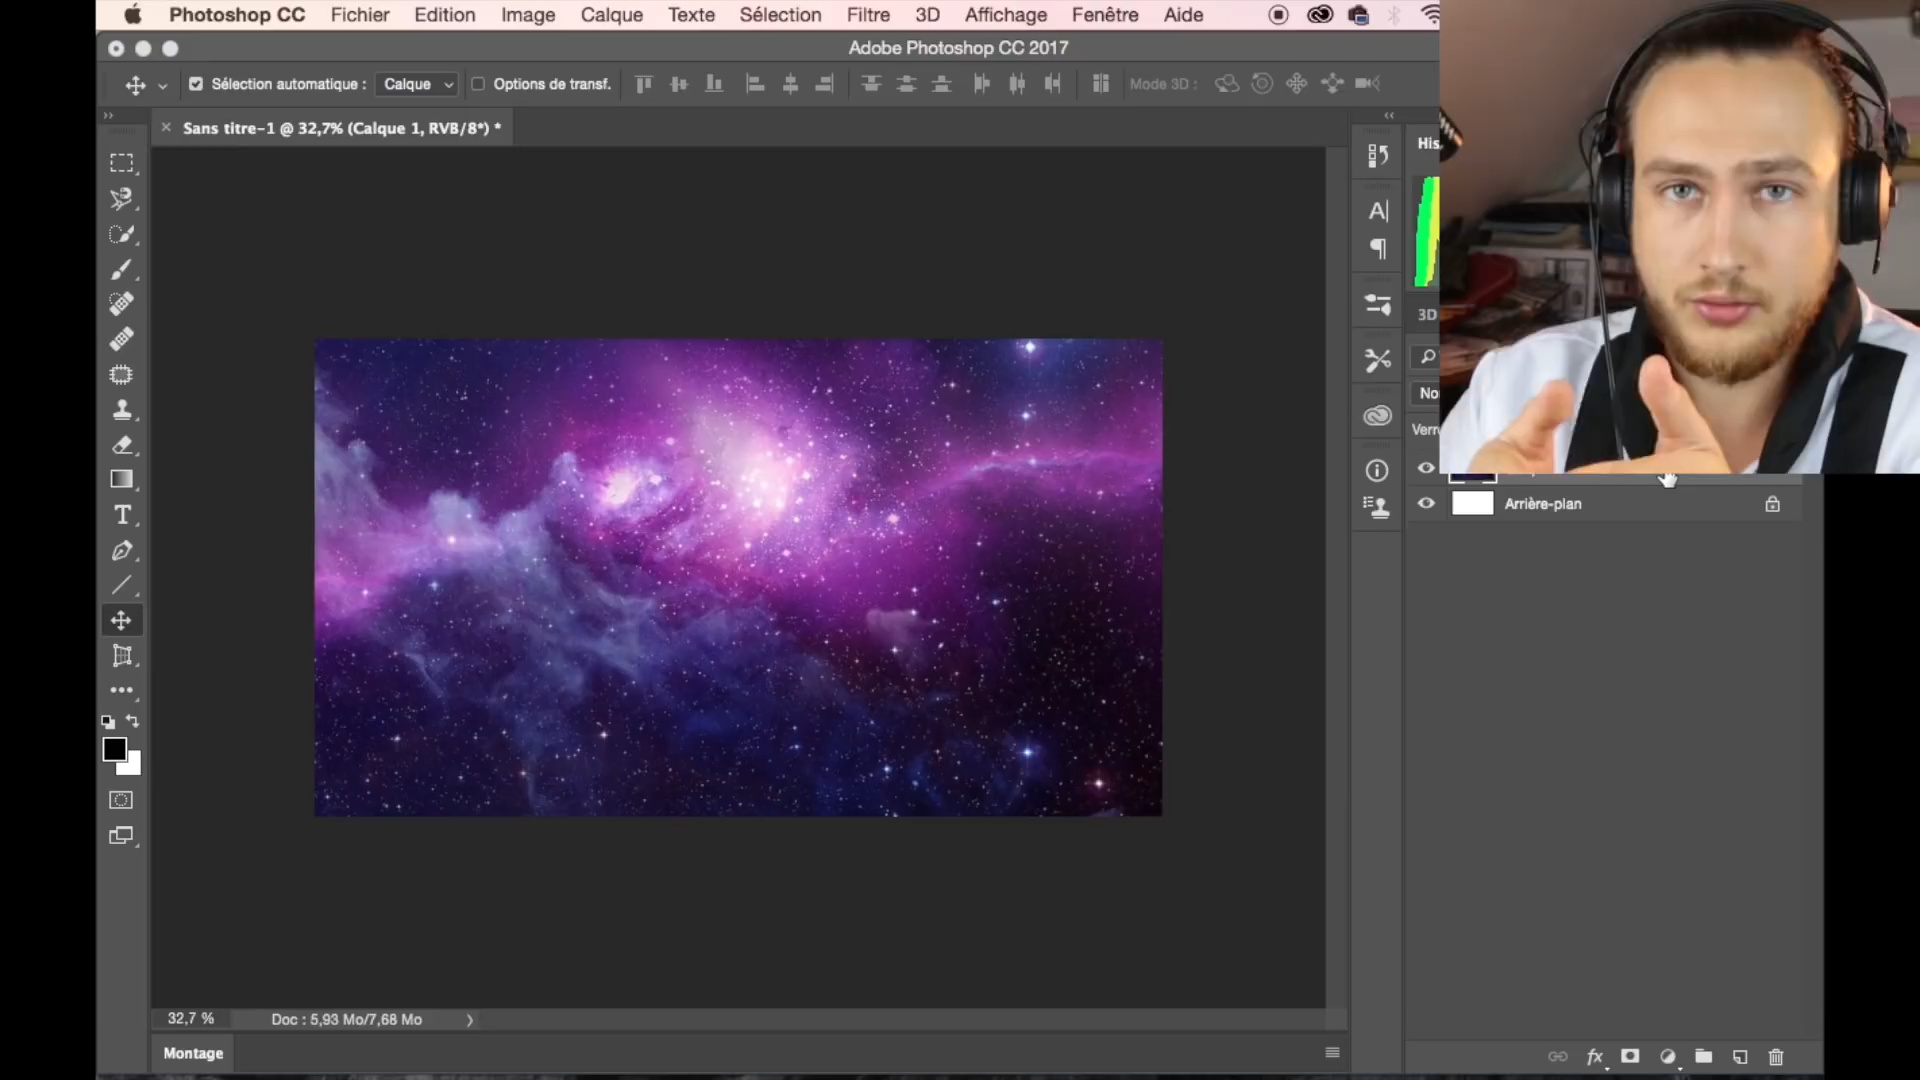 Photoshop CC Fichier Edition Image Calque Texte Sélection Filtre 3D Affichage Fenêtre Aide
Adobe Photoshop CC 2017
Sélection automatique : Calque Options de transf. Mode 3D :
Sans titre-1 @ 32,7% (Calque 1, RVB/8*) *
His
3D
No
Verr
Arrière-plan
32,7 % Doc : 5,93 Mo/7,68 Mo
Montage